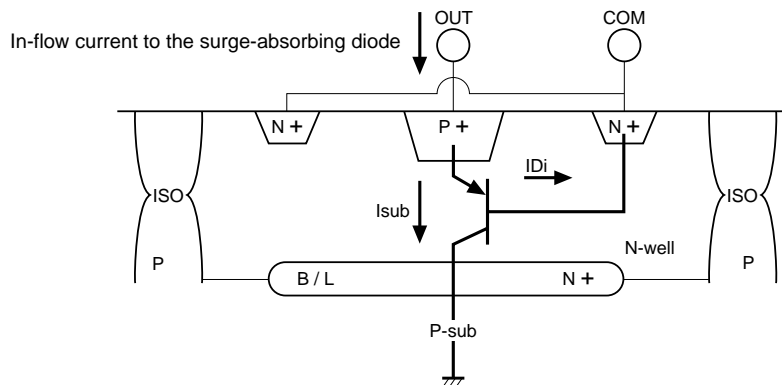 OUT
COM
In-flow current to the surge-absorbing diode
N +
P +
N +
IDi
ISO
ISO
Isub
N-well
P
P
B / L
N +
P-sub